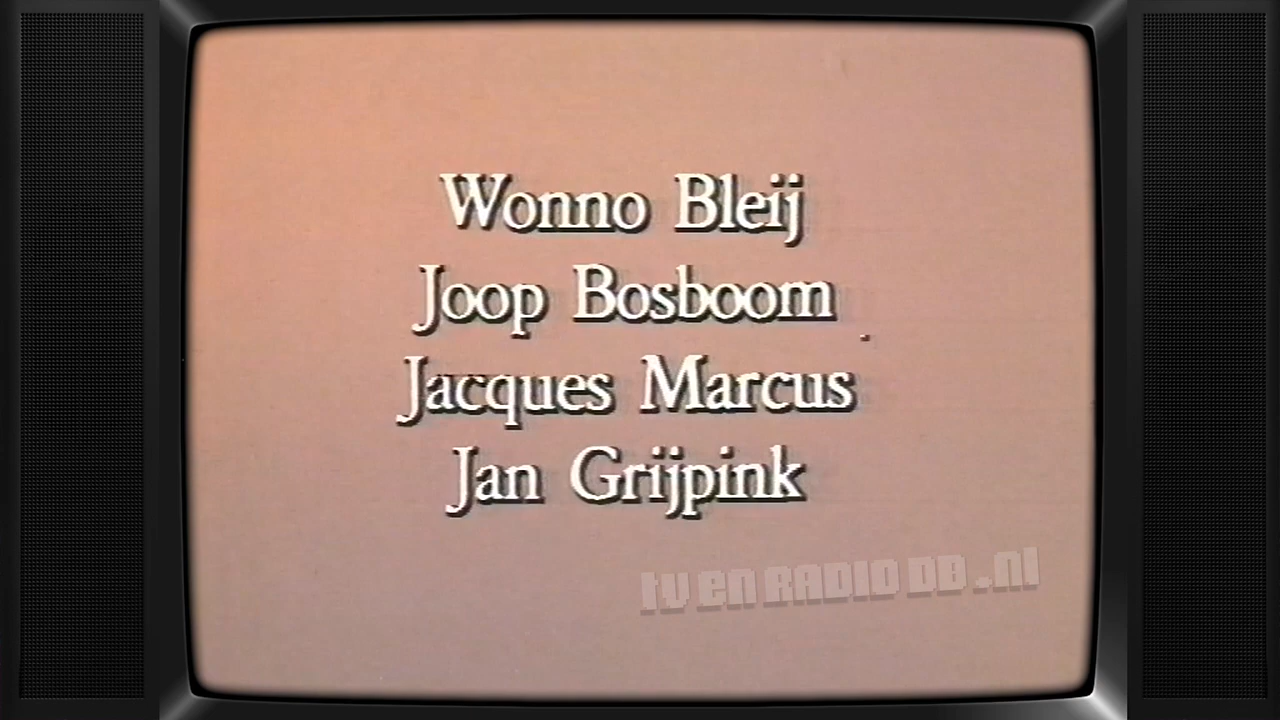 Wonno Bleij
Joop Bosboom
Jacques Marcus
Jan Grijpink
tv en RADIO DB .nl